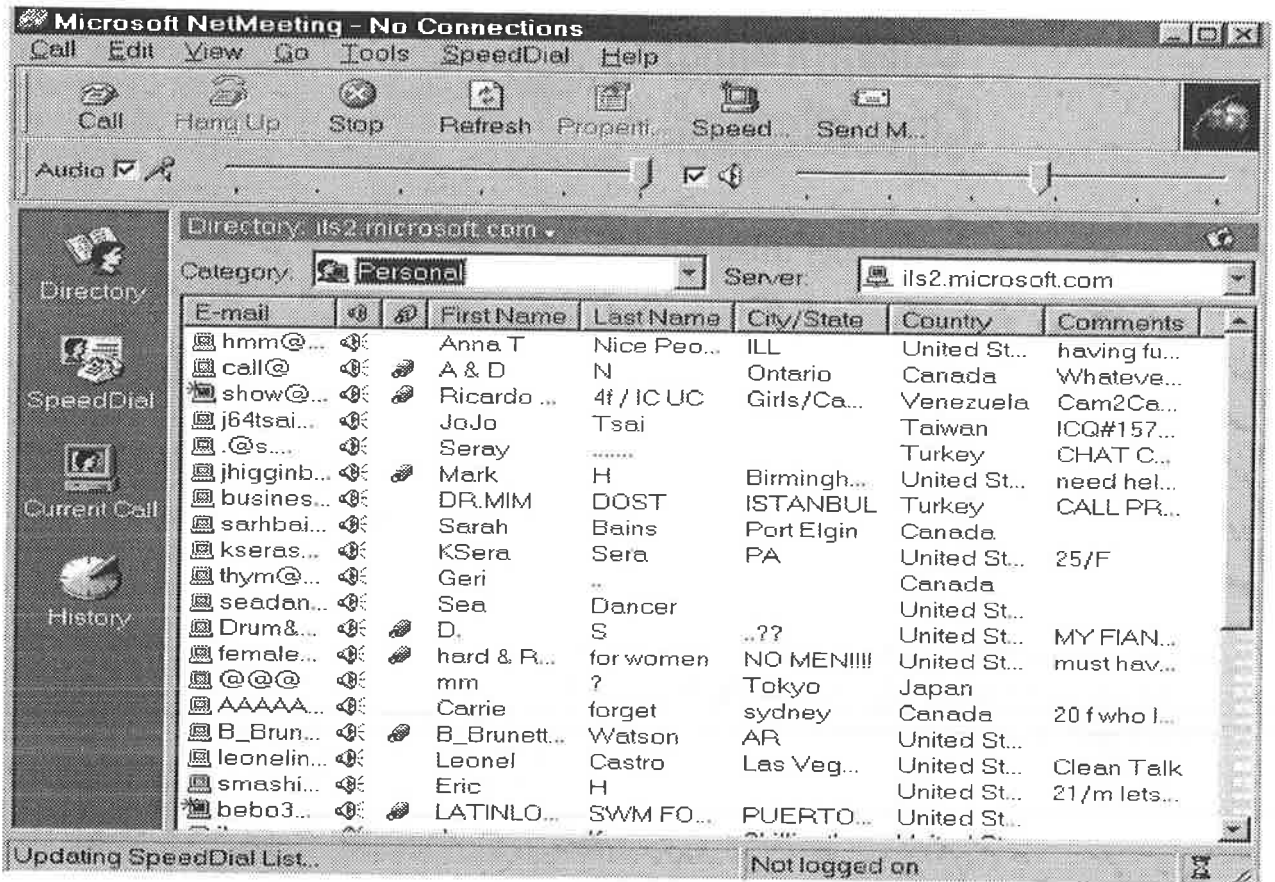 Microsoft NetMeeting - No Connections
Call Edit View Go Tools SpeedDial Help
Call Hang Up Stop Refresh Properti... Speed... Send M...
Audio
Directory: ils2.microsoft.com
Category: Personal Server: ils2.microsoft.com
Directory
SpeedDial
Current Call
History
E-mail First Name Last Name City/State Country Comments
hmm@... Anna T Nice Peo... ILL United St... having fu...
call@ A & D N Ontario Canada Whateve...
show@... Ricardo ... 4f / IC UC Girls/Ca... Venezuela Cam2Ca...
j64tsai... JoJo Tsai Taiwan ICQ#157...
.@s.... Seray ....... Turkey CHAT C...
jhigginb... Mark H Birmingh... United St... need hel...
busines... DR.MIM DOST ISTANBUL Turkey CALL PR...
sarhbai... Sarah Bains Port Elgin Canada
kseras... KSera Sera PA United St... 25/F
thym@... Geri .. Canada
seadan... Sea Dancer United St...
Drum&... D. S ..?? United St... MY FIAN...
female... hard & R... for women NO MEN!!!! United St... must hav...
@@@ mm ? Tokyo Japan
AAAAA... Carrie forget sydney Canada 20 f who l...
B_Brun... B_Brunett... Watson AR United St...
leonelin... Leonel Castro Las Veg... United St... Clean Talk
smashi... Eric H United St... 21/m lets...
bebo3... LATINLO... SWM FO... PUERTO... United St...
Updating SpeedDial List... Not logged on